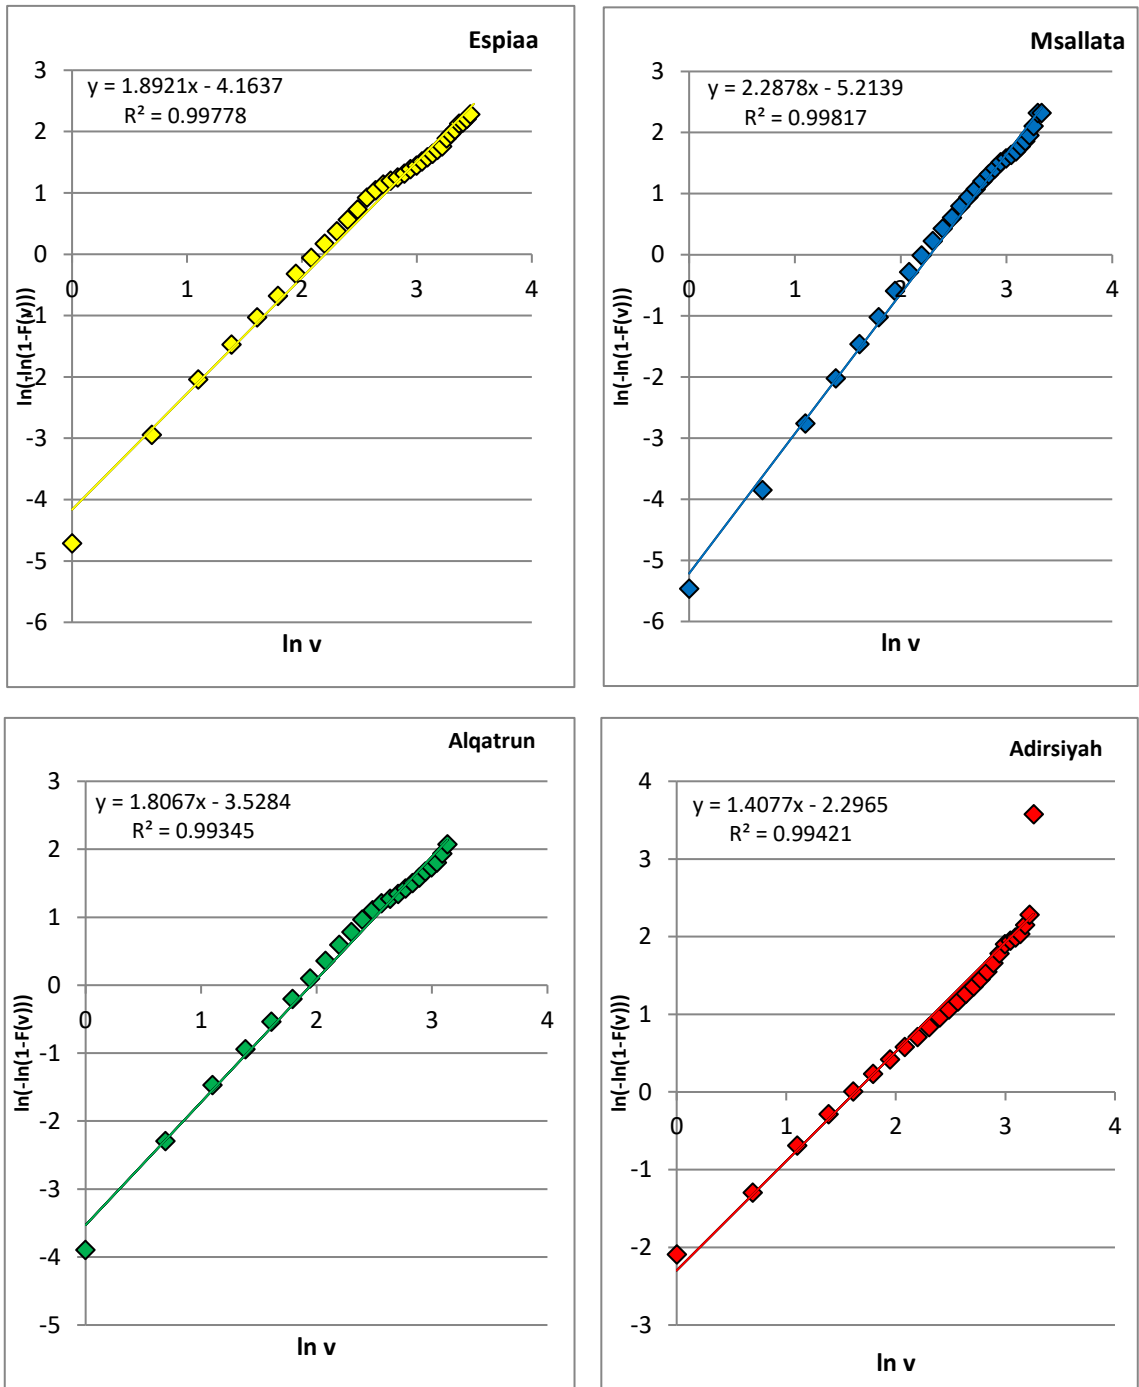 Espiaa
y = 1.8921x - 4.1637
R² = 0.99778
3
2
1
0
-1
-2
-3
-4
-5
-6
0 1 2 3 4
ln(-ln(1-F(v)))
ln v
Msallata
y = 2.2878x - 5.2139
R² = 0.99817
3
2
1
0
-1
-2
-3
-4
-5
-6
0 1 2 3 4
ln(-ln(1-F(v)))
ln v
Alqatrun
y = 1.8067x - 3.5284
R² = 0.99345
3
2
1
0
-1
-2
-3
-4
-5
0 1 2 3 4
ln(-ln(1-F(v)))
ln v
Adirsiyah
y = 1.4077x - 2.2965
R² = 0.99421
4
3
2
1
0
-1
-2
-3
0 1 2 3 4
ln(-ln(1-F(v)))
ln v